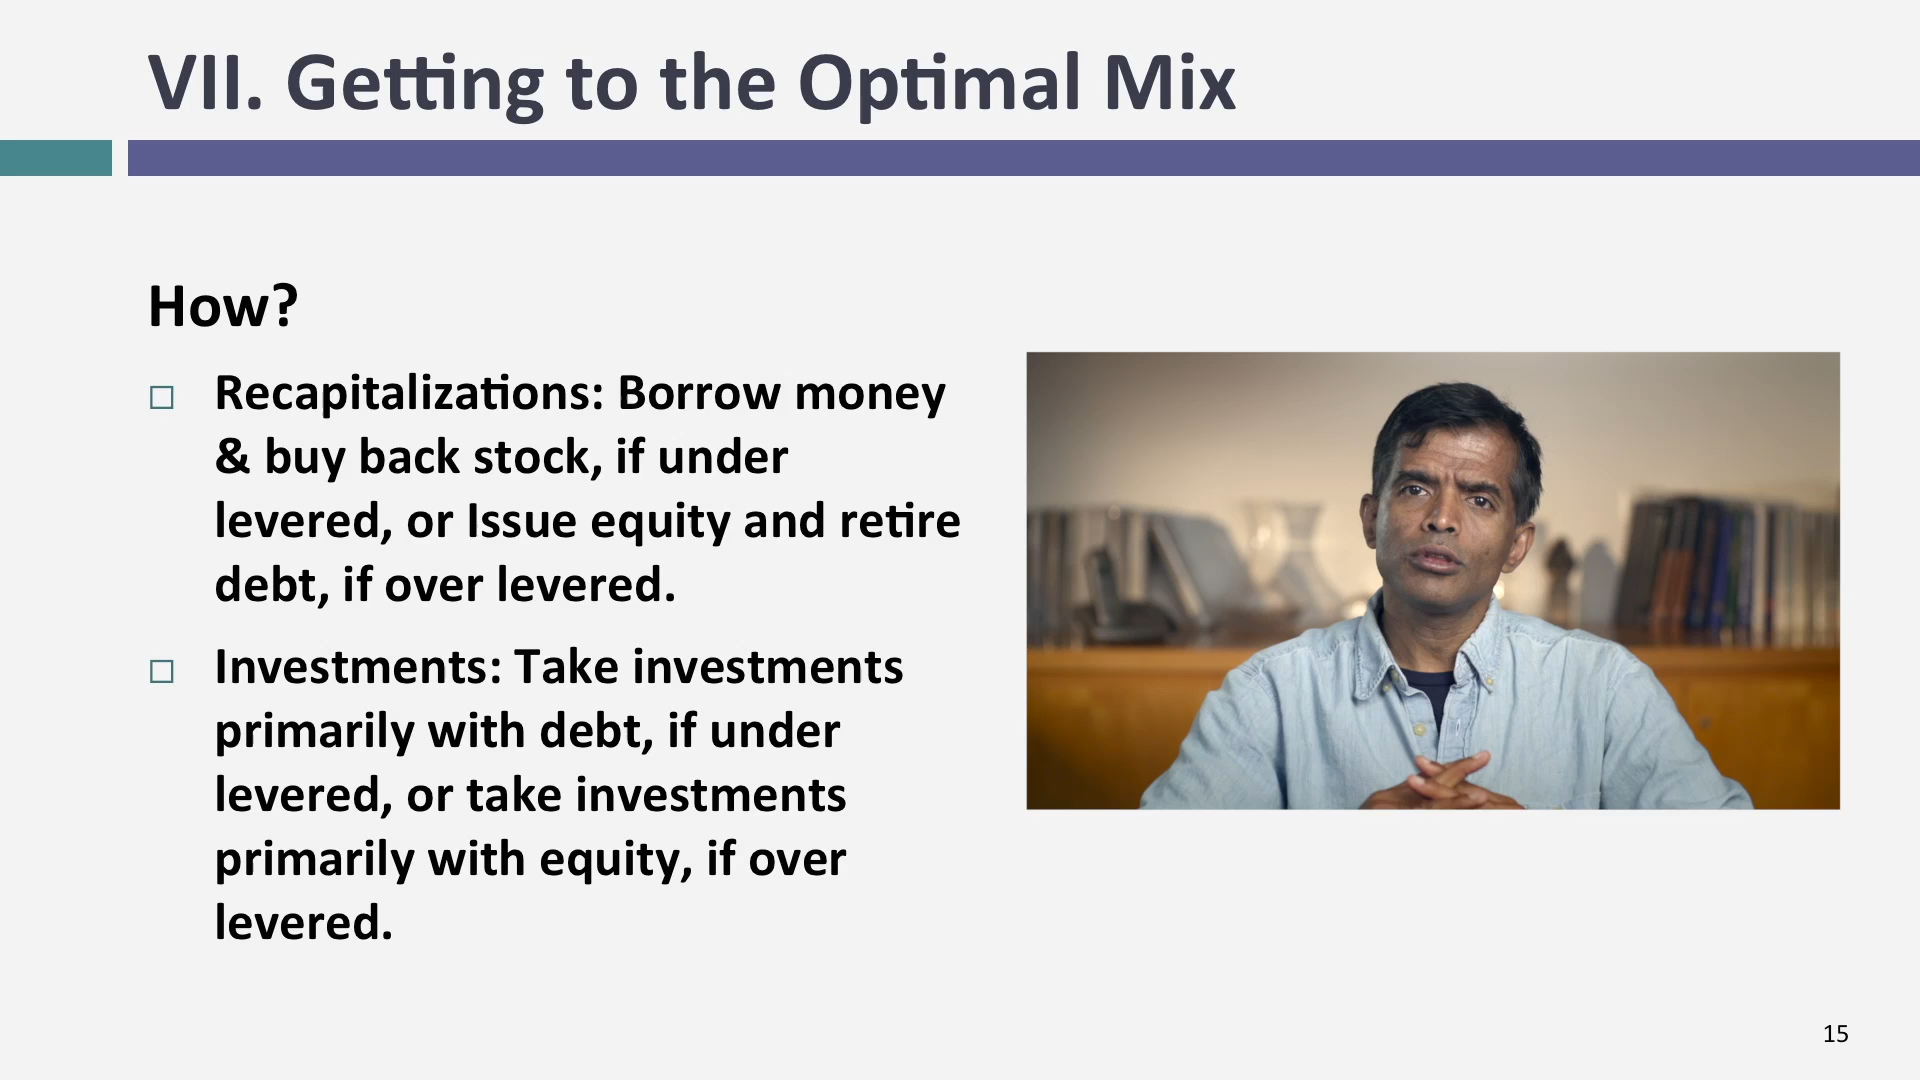 VII. Getting to the Optimal Mix
How?
Recapitalizations: Borrow money
& buy back stock, if under
levered, or Issue equity and retire
debt, if over levered.
Investments: Take investments
primarily with debt, if under
levered, or take investments
primarily with equity, if over
levered.
15